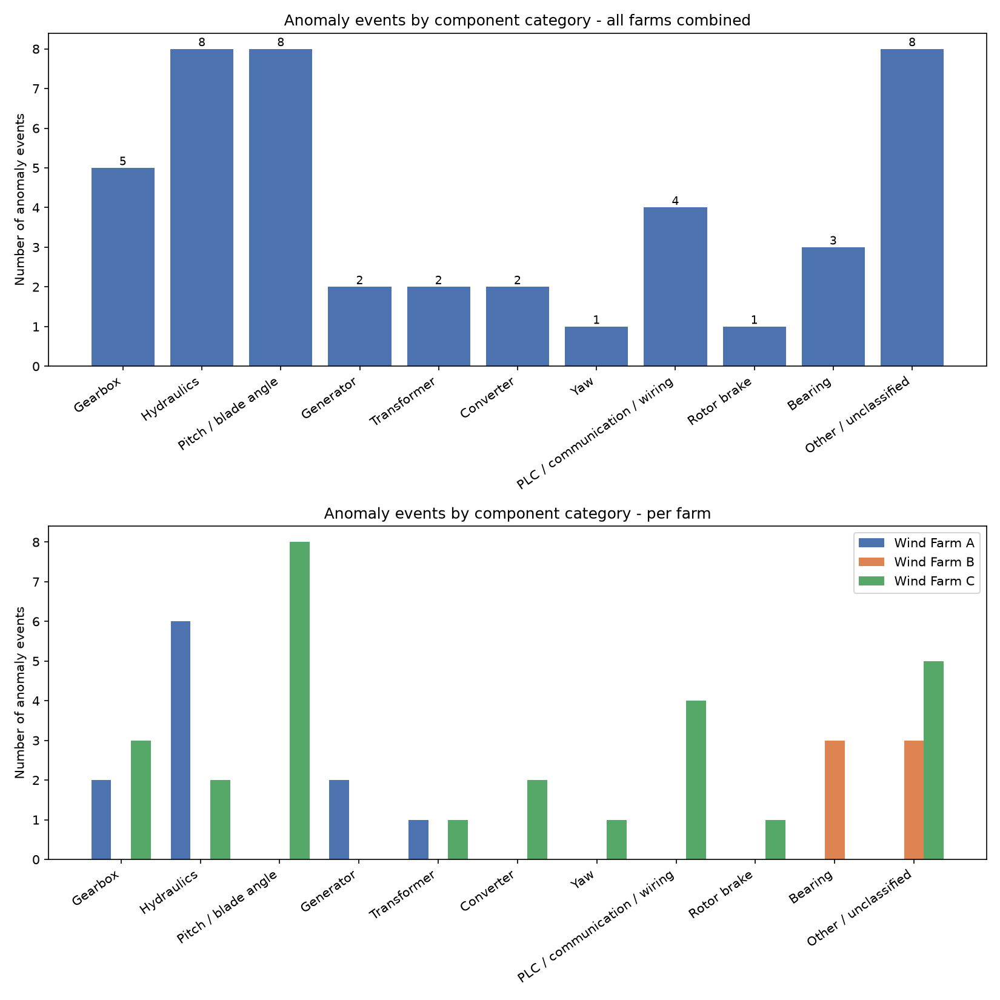 Anomaly events by component category - all farms combined
Number of anomaly events
8
7
6
5
4
3
2
1
0
5
8
8
2
2
2
1
4
1
3
8
Gearbox
Hydraulics
Pitch / blade angle
Generator
Transformer
Converter
Yaw
PLC / communication / wiring
Rotor brake
Bearing
Other / unclassified
Anomaly events by component category - per farm
Number of anomaly events
8
7
6
5
4
3
2
1
0
Wind Farm A
Wind Farm B
Wind Farm C
Gearbox
Hydraulics
Pitch / blade angle
Generator
Transformer
Converter
Yaw
PLC / communication / wiring
Rotor brake
Bearing
Other / unclassified